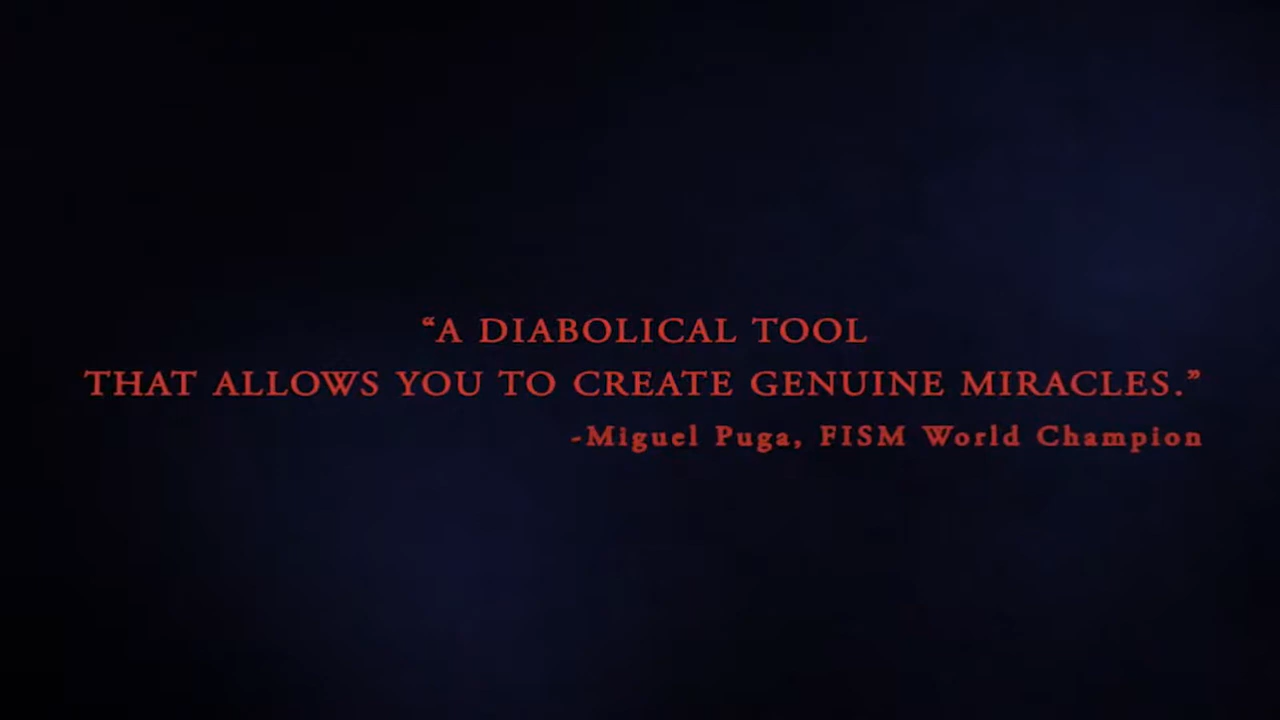 “A DIABOLICAL TOOL
THAT ALLOWS YOU TO CREATE GENUINE MIRACLES.”
-Miguel Puga, FISM World Champion